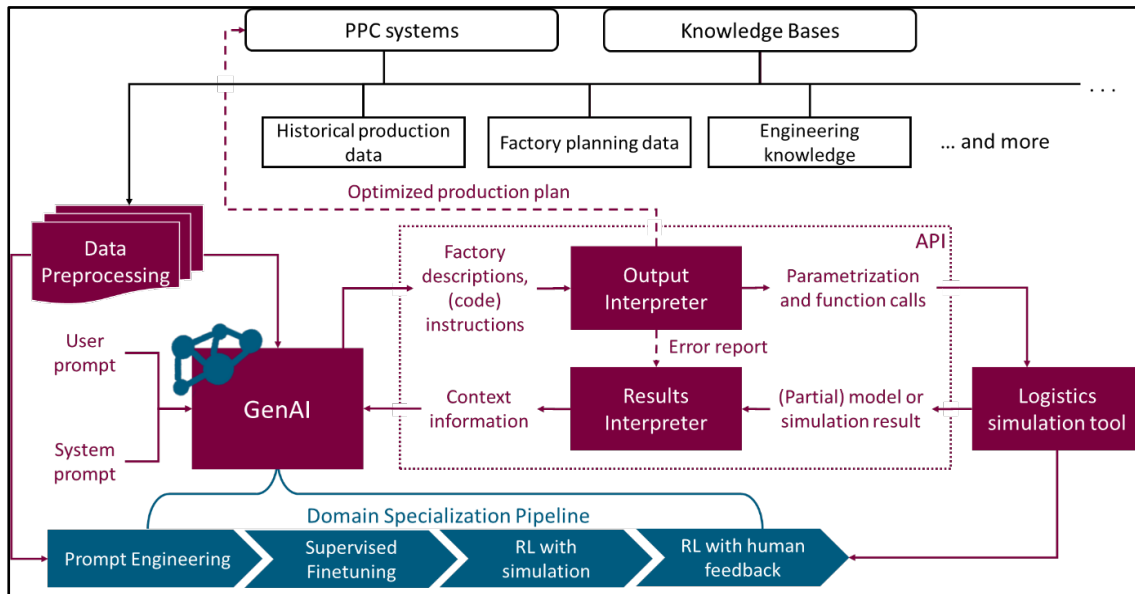 PPC systems
Knowledge Bases
. . .
Historical production
data
Factory planning data
Engineering
knowledge
... and more
Optimized production plan
API
Data
Preprocessing
Factory
descriptions,
(code)
instructions
Output
Interpreter
Parametrization
and function calls
User
prompt
Error report
GenAI
Context
information
Results
Interpreter
(Partial) model or
simulation result
Logistics
simulation tool
System
prompt
Domain Specialization Pipeline
Prompt Engineering
Supervised
Finetuning
RL with
simulation
RL with human
feedback